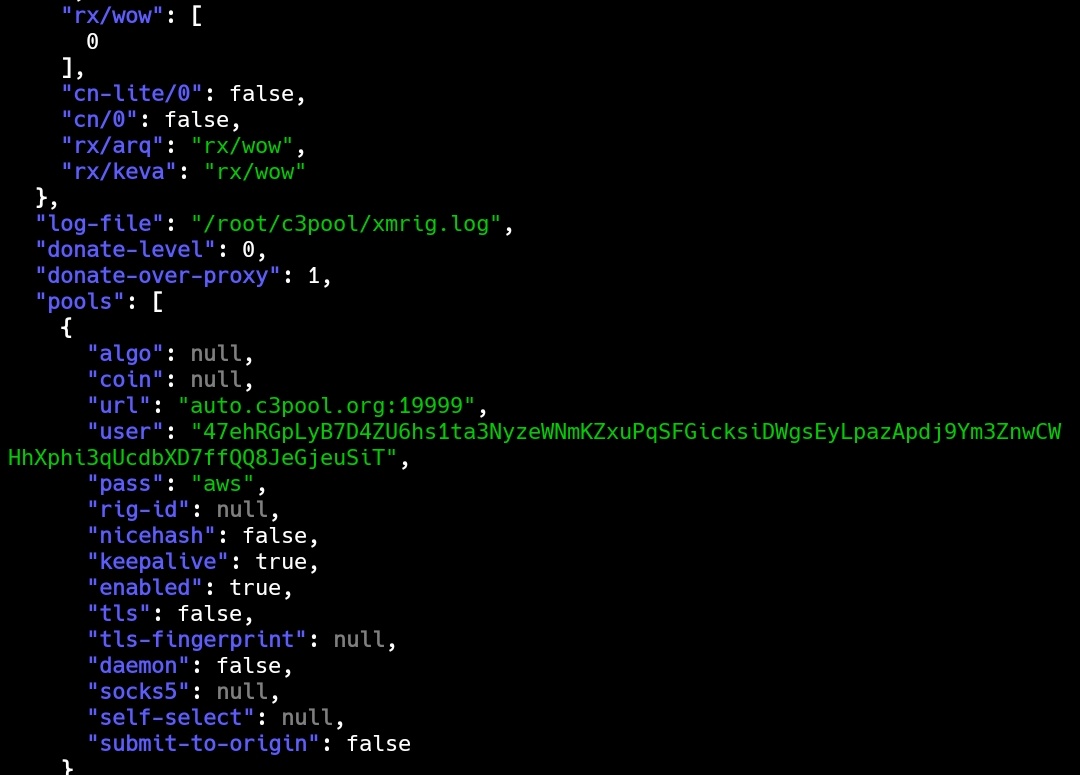 "rx/wow": [
0
],
"cn-lite/0": false,
"cn/0": false,
"rx/arq": "rx/wow",
"rx/keva": "rx/wow"
},
"log-file": "/root/c3pool/xmrig.log",
"donate-level": 0,
"donate-over-proxy": 1,
"pools": [
{
"algo": null,
"coin": null,
"url": "auto.c3pool.org:19999",
"user": "47ehRGpLyB7D4ZU6hs1ta3NyzeWNmKZxuPqSFGicksiDWgsEyLpazApdj9Ym3ZnwCW
HhXphi3qUcdbXD7ffQQ8JeGjeuSiT",
"pass": "aws",
"rig-id": null,
"nicehash": false,
"keepalive": true,
"enabled": true,
"tls": false,
"tls-fingerprint": null,
"daemon": false,
"socks5": null,
"self-select": null,
"submit-to-origin": false
}